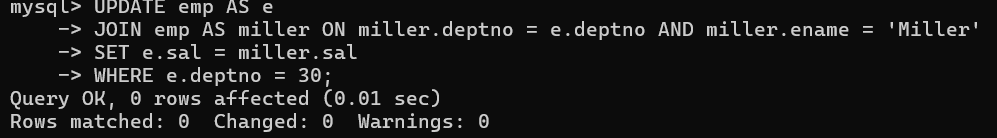 mysql> UPDATE emp AS e
    -> JOIN emp AS miller ON miller.deptno = e.deptno AND miller.ename = 'Miller'
    -> SET e.sal = miller.sal
    -> WHERE e.deptno = 30;
Query OK, 0 rows affected (0.01 sec)
Rows matched: 0  Changed: 0  Warnings: 0